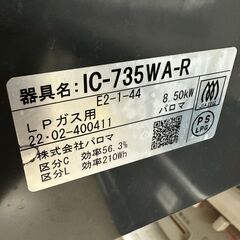 器具名:IC-735WA-R
E2-1-44 8.50kW
パロマ
LPガス用
22・02-400411
株式会社パロマ
区分C 効率56.3%
区分L 効率210Wh
PS
LPG